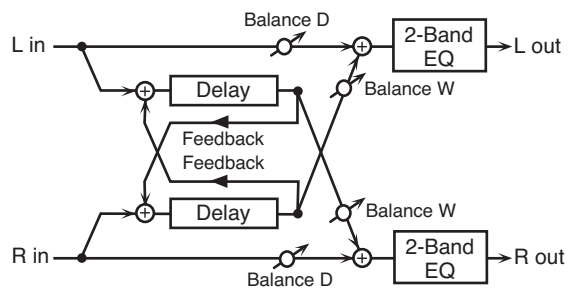 Balance D
L in
2-Band
EQ
L out
Delay
Balance W
Feedback
Feedback
Delay
Balance W
R in
2-Band
EQ
R out
Balance D